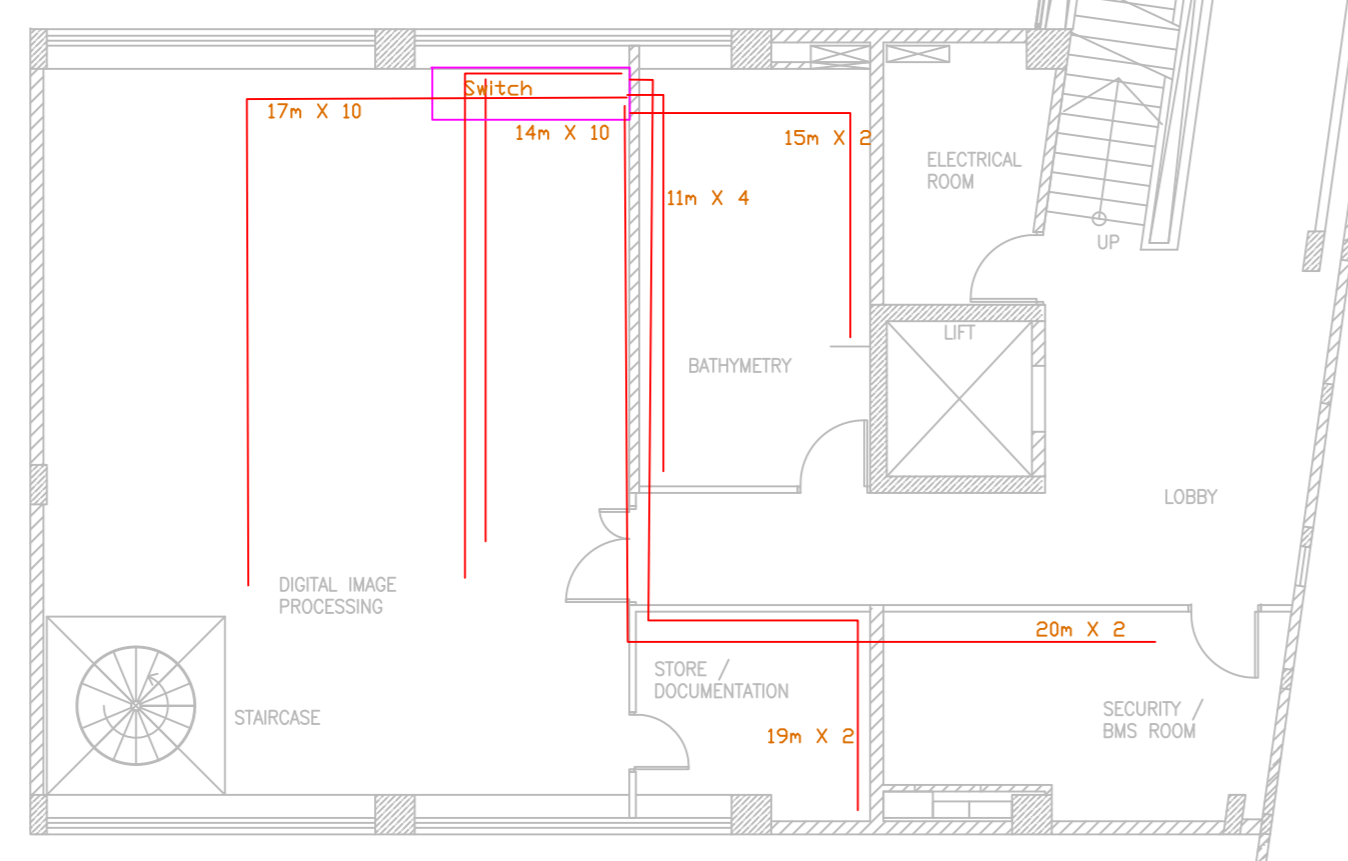 Switch
17m X 10
14m X 10
15m X 2
11m X 4
ELECTRICAL
ROOM
UP
LIFT
BATHYMETRY
LOBBY
DIGITAL IMAGE
PROCESSING
20m X 2
STORE /
DOCUMENTATION
STAIRCASE
19m X 2
SECURITY /
BMS ROOM